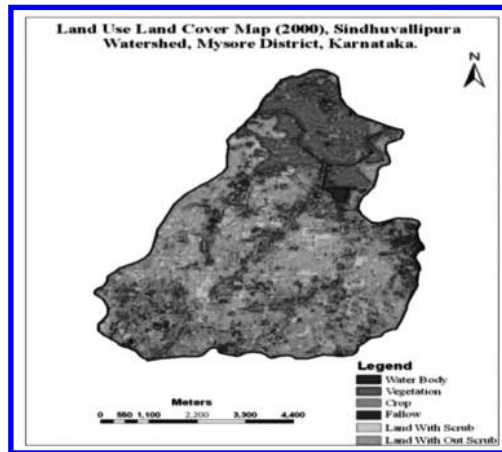 Land Use Land Cover Map (2000), Sindhuvallipura
Watershed, Mysore District, Karnataka.
N
Legend
Water Body
Vegetation
Crop
Fallow
Land With Scrub
Land With Out Scrub
Meters
0 550 1,100 2,200 3,300 4,400